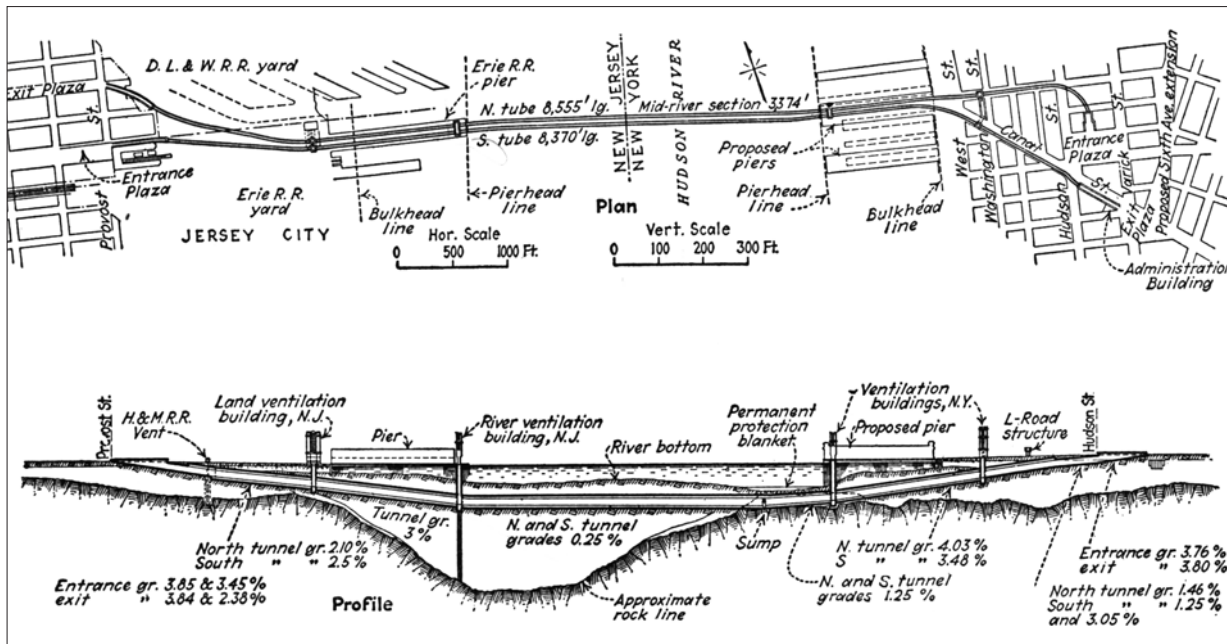 D. L. & W. R. R. yard
Exit Plaza
St.
Entrance
Plaza
Provost
Erie R.R.
yard
JERSEY CITY
Bulkhead
line
Erie R.R.
pier
Pierhead
line
N. tube 8,555' lg.
S. tube 8,370' lg.
Mid-river section 3374'
NEW JERSEY
NEW YORK
HUDSON RIVER
Plan
Hor. Scale
0 500 1000 Ft.
Vert. Scale
0 100 200 300 Ft.
Proposed
piers
Pierhead
line
Bulkhead
line
West St.
Washington St.
Canal St.
Hudson St.
Entrance
Plaza
Varick St.
Exit
Plaza
Proposed Sixth Ave. extension
Administration
Building
Provost St.
H.& M.R.R.
Vent
Land ventilation
building, N.J.
Pier
River ventilation
building, N.J.
River bottom
Permanent
protection
blanket
Ventilation
buildings, N.Y.
Proposed pier
L-Road
structure
Hudson St.
Tunnel gr.
3%
N. and S. tunnel
grades 0.25%
Sump
North tunnel gr. 2.10%
South " " 2.5%
Entrance gr. 3.85 & 3.45%
exit " 3.84 & 2.38%
Profile
Approximate
rock line
N. and S. tunnel
grades 1.25%
N. tunnel gr. 4.03%
S " " 3.48%
Entrance gr. 3.76%
exit " 3.80%
North tunnel gr. 1.46%
South " " 1.25%
and 3.05%